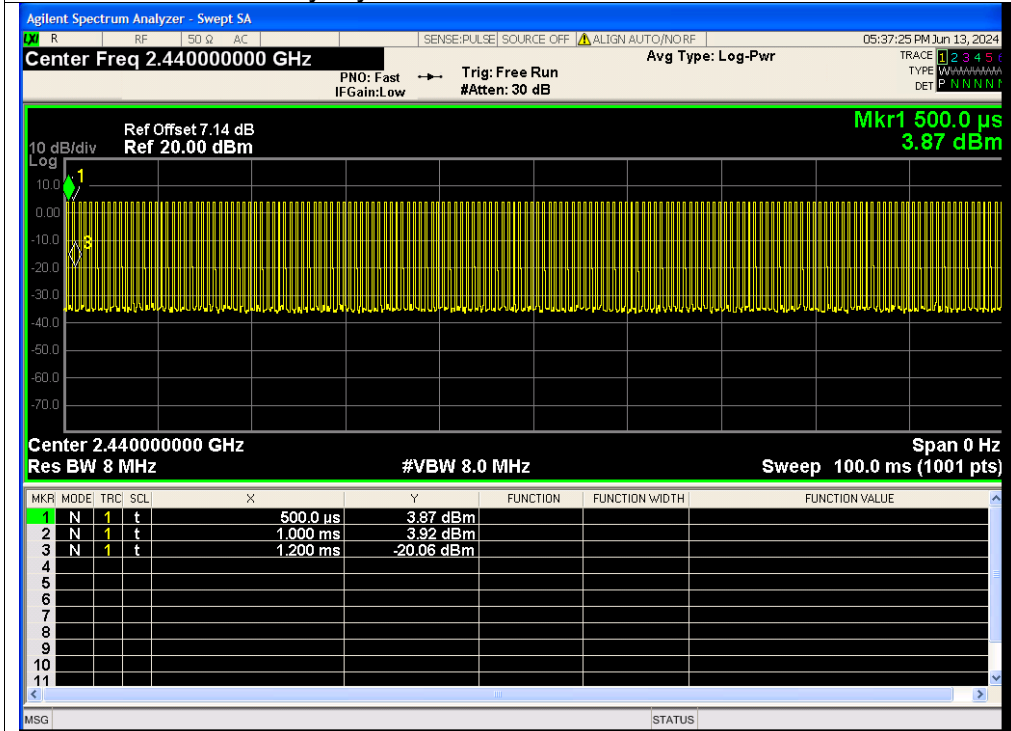 Agilent Spectrum Analyzer - Swept SA
LXI R RF 50 Ω AC SENSE:PULSE SOURCE OFF ALIGN AUTO/NO RF 05:37:25 PM Jun 13, 2024
Center Freq 2.440000000 GHz
PNO: Fast
IFGain:Low
Trig: Free Run
#Atten: 30 dB
Avg Type: Log-Pwr
TRACE 1 2 3 4 5 6
TYPE
DET P N N N N
Mkr1 500.0 µs
3.87 dBm
Ref Offset 7.14 dB
10 dB/div Ref 20.00 dBm
Log
1
10.0
0.00
-10.0
3
-20.0
-30.0
-40.0
-50.0
-60.0
-70.0
Center 2.440000000 GHz Span 0 Hz
Res BW 8 MHz #VBW 8.0 MHz Sweep 100.0 ms (1001 pts)
MKR MODE TRC SCL X Y FUNCTION FUNCTION WIDTH FUNCTION VALUE
1 N 1 t 500.0 µs 3.87 dBm
2 N 1 t 1.000 ms 3.92 dBm
3 N 1 t 1.200 ms -20.06 dBm
4
5
6
7
8
9
10
11
MSG STATUS